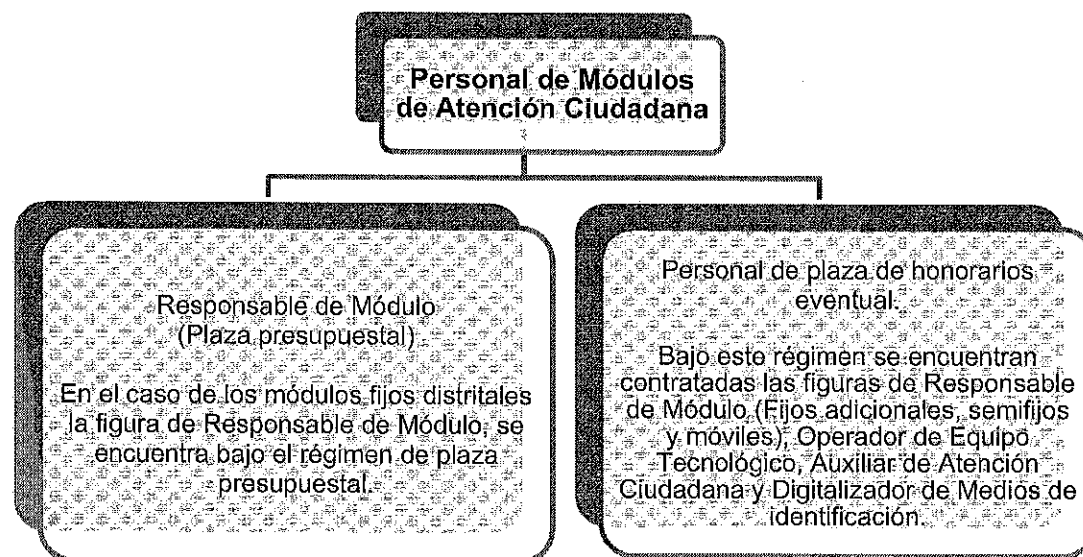 Personal de Módulos
de Atención Ciudadana
Responsable de Módulo
(Plaza presupuestal)
En el caso de los módulos fijos distritales
la figura de Responsable de Módulo, se
encuentra bajo el régimen de plaza
presupuestal.
Personal de plaza de honorarios
eventual.
Bajo este régimen se encuentran
contratadas las figuras de Responsable
de Módulo (Fijos adicionales, semifijos
y móviles), Operador de Equipo
Tecnológico, Auxiliar de Atención
Ciudadana y Digitalizador de Medios de
identificación.